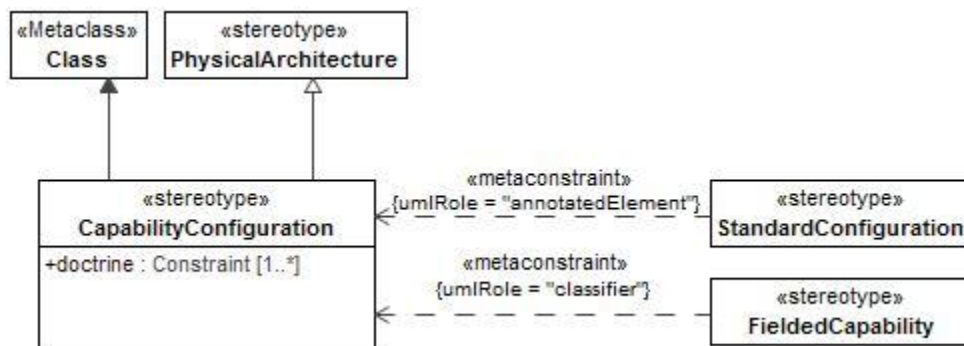 «Metaclass»
Class
«stereotype»
PhysicalArchitecture
«stereotype»
CapabilityConfiguration
+doctrine : Constraint [1..*]
«metaconstraint»
{umlRole = "annotatedElement"}
«stereotype»
StandardConfiguration
«metaconstraint»
{umlRole = "classifier"}
«stereotype»
FieldedCapability